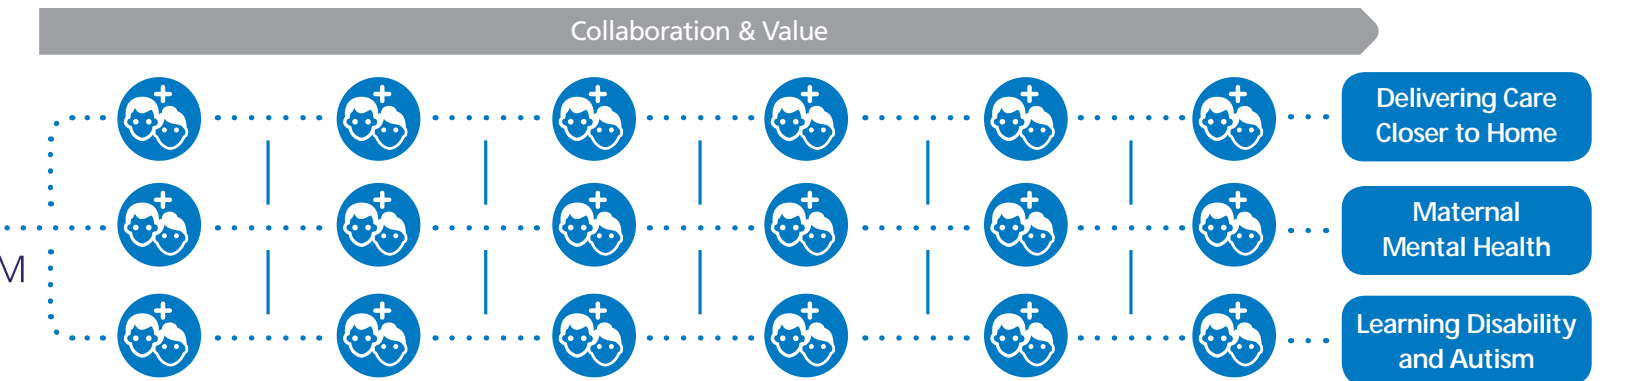 Collaboration & Value
Delivering Care
Closer to Home
Maternal
Mental Health
M
Learning Disability
and Autism